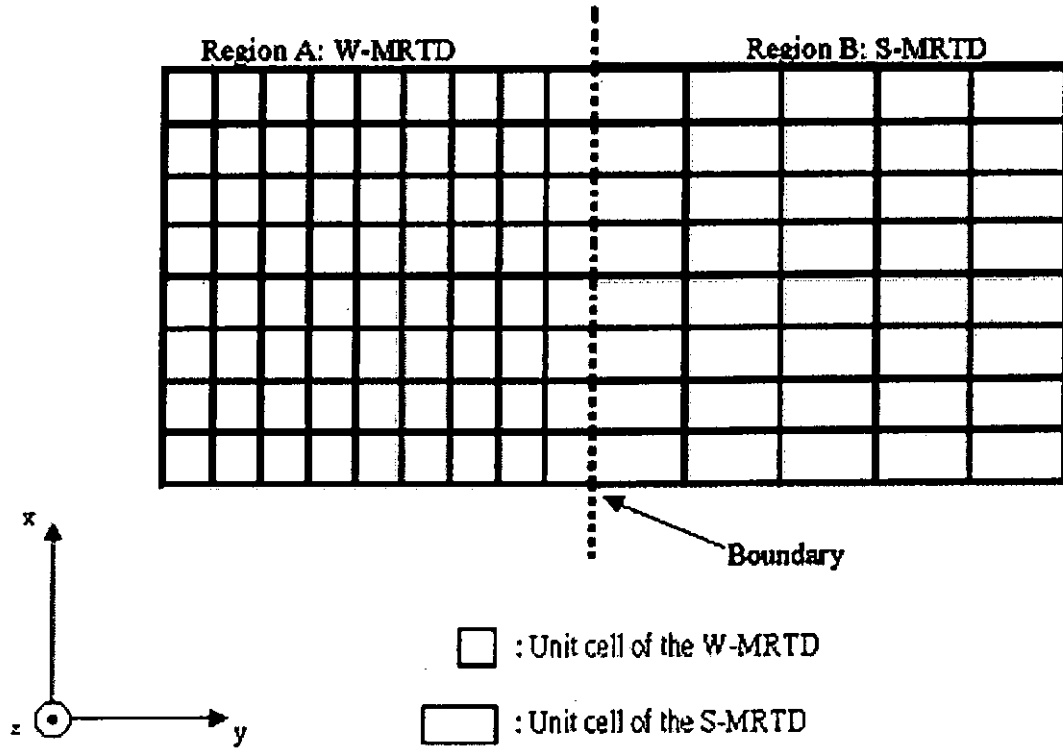 Region A: W-MRTD
Region B: S-MRTD
Boundary
x
z
y
: Unit cell of the W-MRTD
: Unit cell of the S-MRTD